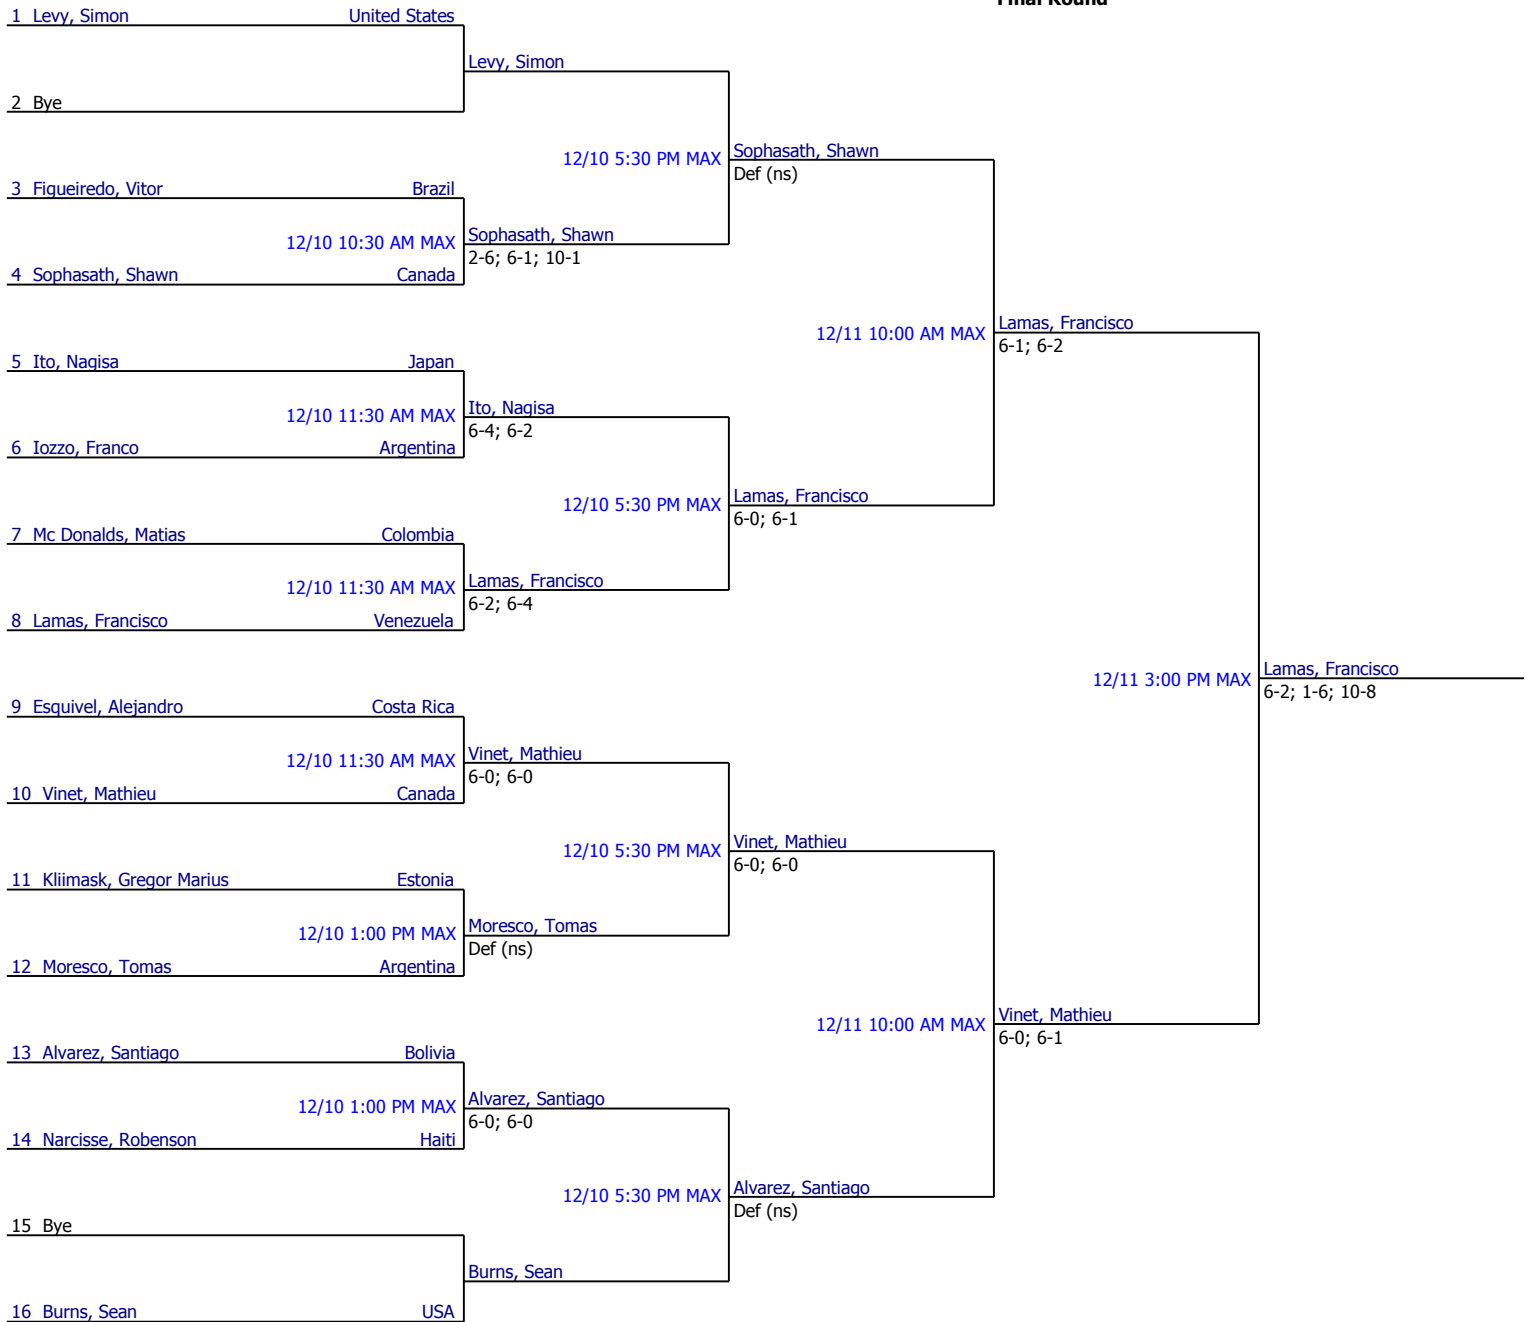 Final Round
1 Levy, Simon United States
Levy, Simon
2 Bye
12/10 5:30 PM MAX Sophasath, Shawn
Def (ns)
3 Figueiredo, Vitor Brazil
12/10 10:30 AM MAX Sophasath, Shawn
2-6; 6-1; 10-1
4 Sophasath, Shawn Canada
12/11 10:00 AM MAX Lamas, Francisco
6-1; 6-2
5 Ito, Nagisa Japan
12/10 11:30 AM MAX Ito, Nagisa
6-4; 6-2
6 Iozzo, Franco Argentina
12/10 5:30 PM MAX Lamas, Francisco
6-0; 6-1
7 Mc Donalds, Matias Colombia
12/10 11:30 AM MAX Lamas, Francisco
6-2; 6-4
8 Lamas, Francisco Venezuela
12/11 3:00 PM MAX Lamas, Francisco
6-2; 1-6; 10-8
9 Esquivel, Alejandro Costa Rica
12/10 11:30 AM MAX Vinet, Mathieu
6-0; 6-0
10 Vinet, Mathieu Canada
12/10 5:30 PM MAX Vinet, Mathieu
6-0; 6-0
11 Kliimask, Gregor Marius Estonia
12/10 1:00 PM MAX Moresco, Tomas
Def (ns)
12 Moresco, Tomas Argentina
12/11 10:00 AM MAX Vinet, Mathieu
6-0; 6-1
13 Alvarez, Santiago Bolivia
12/10 1:00 PM MAX Alvarez, Santiago
6-0; 6-0
14 Narcisse, Robenson Haiti
12/10 5:30 PM MAX Alvarez, Santiago
Def (ns)
15 Bye
Burns, Sean
16 Burns, Sean USA